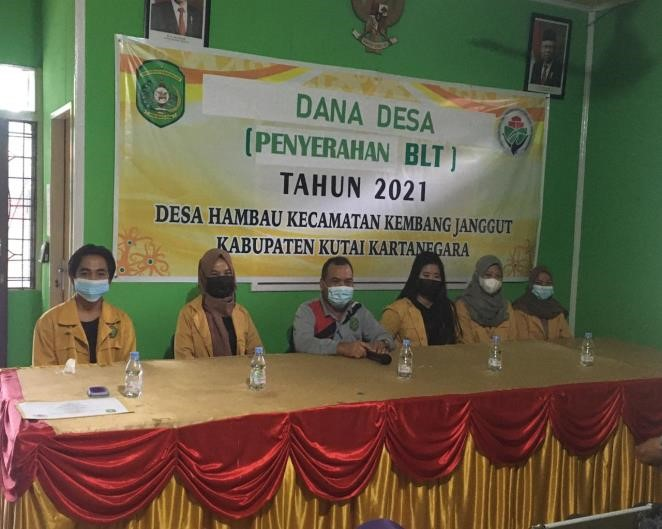 DANA DESA
(PENYERAHAN BLT )
TAHUN 2021
DESA HAMBAU KECAMATAN KEMBANG JANGGUT
KABUPATEN KUTAI KARTANEGARA